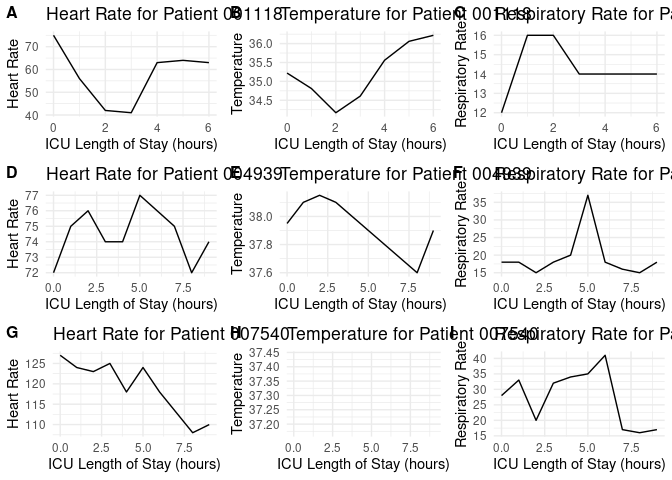 A Heart Rate for Patient 001118
Heart Rate
70
60
50
40
0 2 4 6
ICU Length of Stay (hours)
B Temperature for Patient 001118
Temperature
36.0
35.5
35.0
34.5
0 2 4 6
ICU Length of Stay (hours)
C Respiratory Rate for Pa
Respiratory Rate
16
15
14
13
12
0 2 4 6
ICU Length of Stay (hours)
D Heart Rate for Patient 004939
Heart Rate
77
76
75
74
73
72
0.0 2.5 5.0 7.5
ICU Length of Stay (hours)
E Temperature for Patient 004939
Temperature
38.0
37.8
37.6
0.0 2.5 5.0 7.5
ICU Length of Stay (hours)
F Respiratory Rate for Pa
Respiratory Rate
35
30
25
20
15
0.0 2.5 5.0 7.5
ICU Length of Stay (hours)
G Heart Rate for Patient 007540
Heart Rate
125
120
115
110
0.0 2.5 5.0 7.5
ICU Length of Stay (hours)
H Temperature for Patient 007540
Temperature
37.45
37.40
37.35
37.30
37.25
37.20
0.0 2.5 5.0 7.5
ICU Length of Stay (hours)
I Respiratory Rate for Pa
Respiratory Rate
40
35
30
25
20
15
0.0 2.5 5.0 7.5
ICU Length of Stay (hours)